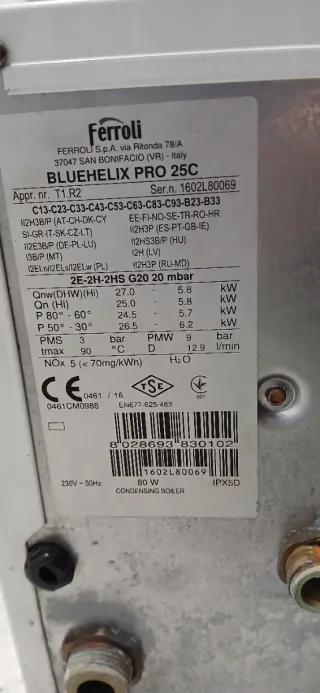 Ferroli
FERROLI S.p.A. via Ritonda 78/A
37047 SAN BONIFACIO (VR) - Italy
BLUEHELIX PRO 25C
Appr. nr. T1.R2 Ser.n. 1602L80069
C13-C23-C33-C43-C53-C63-C83-C93-B23-B33
II2H3B/P (AT-CH-DK-CY EE-FI-NO-SE-TR-RO-HR
SI-GR-IT-SK-CZ-LT) II2H3P (ES-PT-GB-IE)
II2E3B/P (DE-PL-LU) II2HS3B/P (HU)
I3B/P (MT) I2H (LV)
II2ELn/I2ELs/I2ELw (PL) II2H3P (RU-MD)
2E-2H-2HS G20 20 mbar
Qnw(DHW)(Hi) 27.0 - 5.8 kW
Qn (Hi) 25.0 - 5.8 kW
P 80° - 60° 24.5 - 5.7 kW
P 50° - 30° 26.5 - 6.2 kW
PMS 3 bar PMW 9 bar
tmax 90 °C D 12.9 l/min
NOx 5 (< 70mg/kWh) H2O
CE 0461 / 16 TSE
0461CM0988 EN677-625-483
8 028693 830102
1602L80069
230V ~ 50Hz 80 W IPX5D
CONDENSING BOILER